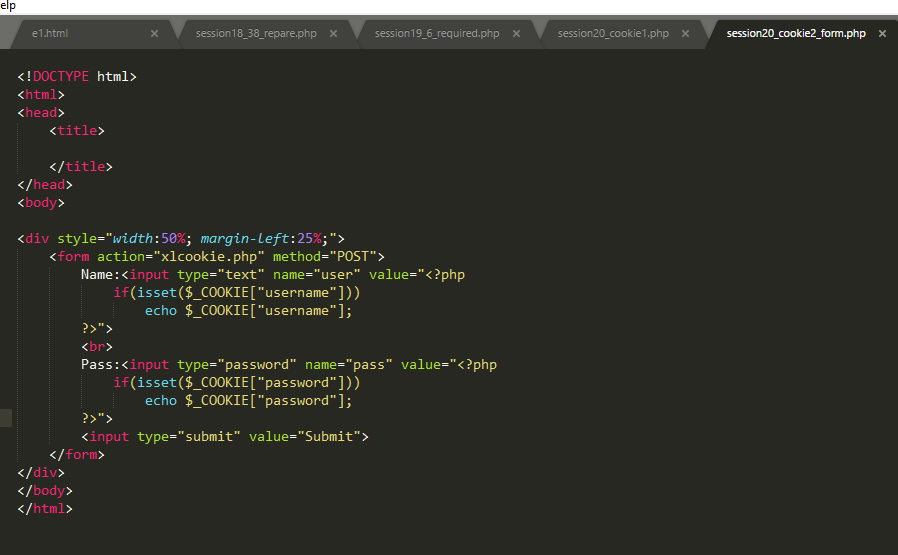 elp
e1.html × session18_38_repare.php × session19_6_required.php × session20_cookie1.php × session20_cookie2_form.php ×
<!DOCTYPE html>
<html>
<head>
    <title>

    </title>
</head>
<body>

<div style="width:50%; margin-left:25%;">
    <form action="xlcookie.php" method="POST">
        Name:<input type="text" name="user" value="<?php
            if(isset($_COOKIE["username"]))
                echo $_COOKIE["username"];
        ?>">
        <br>
        Pass:<input type="password" name="pass" value="<?php
            if(isset($_COOKIE["password"]))
                echo $_COOKIE["password"];
        ?>">
        <input type="submit" value="Submit">
    </form>
</div>
</body>
</html>